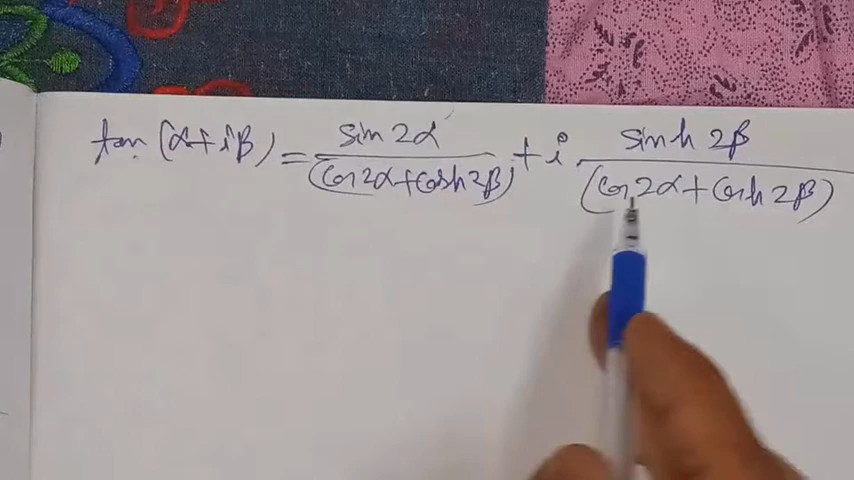 tan (α+iβ) = sin 2α / (cos 2α + cosh 2β) + i sinh 2β / (cos 2α + cosh 2β)